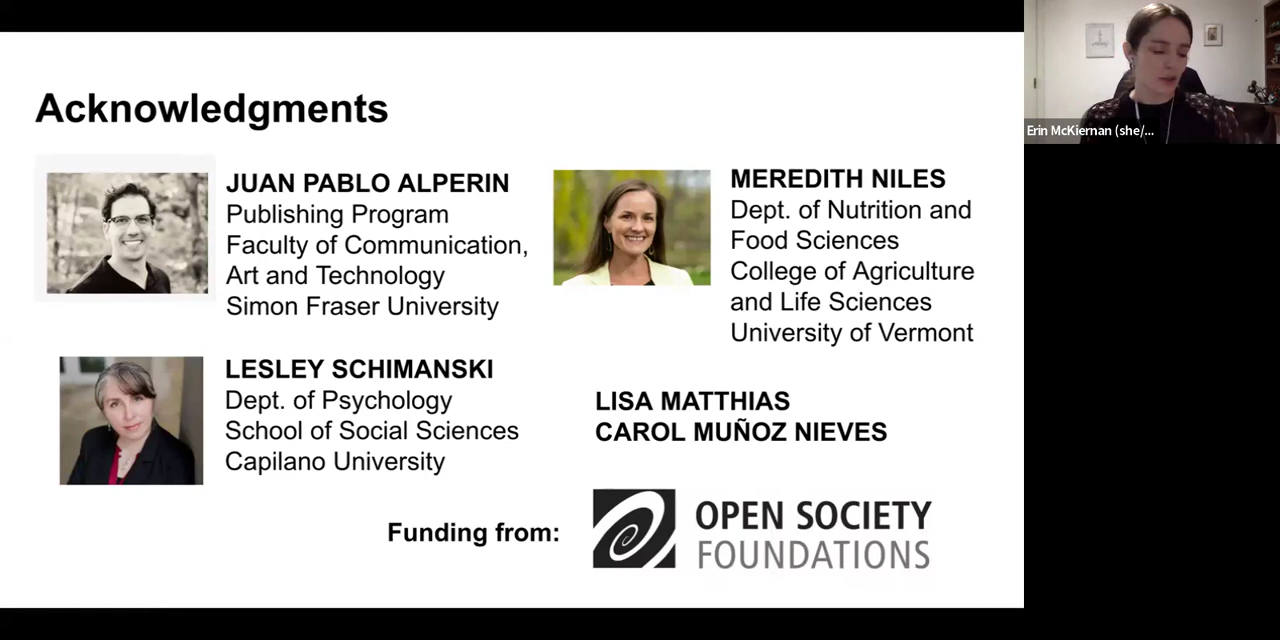 Acknowledgments
JUAN PABLO ALPERIN
Publishing Program
Faculty of Communication,
Art and Technology
Simon Fraser University
MEREDITH NILES
Dept. of Nutrition and
Food Sciences
College of Agriculture
and Life Sciences
University of Vermont
LESLEY SCHIMANSKI
Dept. of Psychology
School of Social Sciences
Capilano University
LISA MATTHIAS
CAROL MUÑOZ NIEVES
Funding from:
OPEN SOCIETY
FOUNDATIONS
Erin McKiernan (she/...